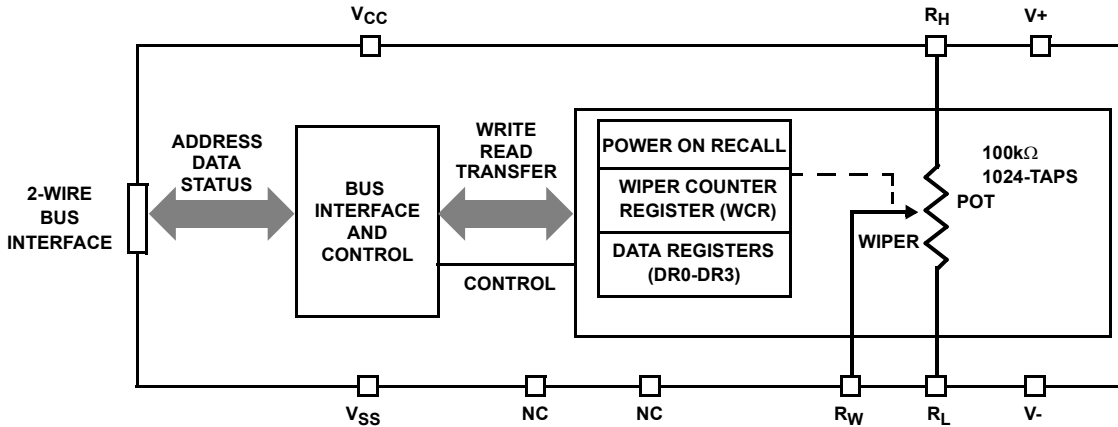 VCC
RH
V+
ADDRESS
DATA
STATUS
2-WIRE
BUS
INTERFACE
BUS
INTERFACE
AND
CONTROL
WRITE
READ
TRANSFER
CONTROL
POWER ON RECALL
WIPER COUNTER
REGISTER (WCR)
DATA REGISTERS
(DR0-DR3)
100kΩ
1024-TAPS
POT
WIPER
VSS
NC
NC
RW
RL
V-